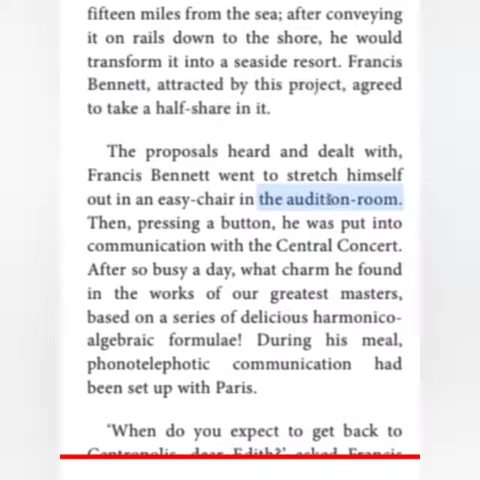 fifteen miles from the sea; after conveying
it on rails down to the shore, he would
transform it into a seaside resort. Francis
Bennett, attracted by this project, agreed
to take a half-share in it.
The proposals heard and dealt with,
Francis Bennett went to stretch himself
out in an easy-chair in the audition-room.
Then, pressing a button, he was put into
communication with the Central Concert.
After so busy a day, what charm he found
in the works of our greatest masters,
based on a series of delicious harmonico-
algebraic formulae! During his meal,
phonotelephotic communication had
been set up with Paris.
'When do you expect to get back to
Centropolis, dear Edith?' asked Francis